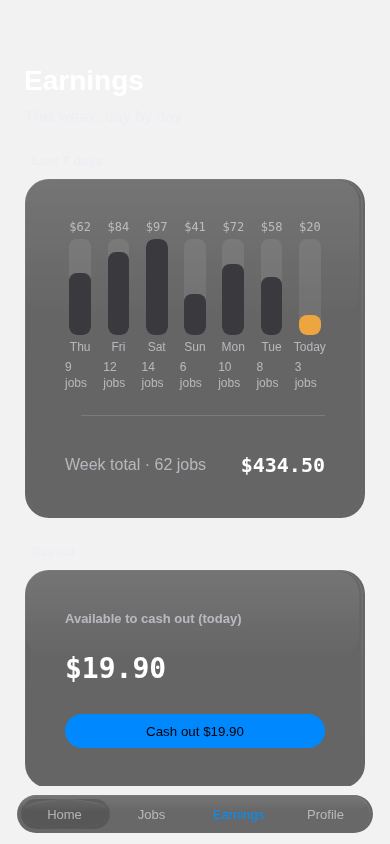 Earnings
This week, day by day
Last 7 days
$62 $84 $97 $41 $72 $58 $20
Thu Fri Sat Sun Mon Tue Today
9 jobs 12 jobs 14 jobs 6 jobs 10 jobs 8 jobs 3 jobs
Week total · 62 jobs $434.50
Available to cash out (today)
$19.90
Cash out $19.90
Home Jobs Earnings Profile